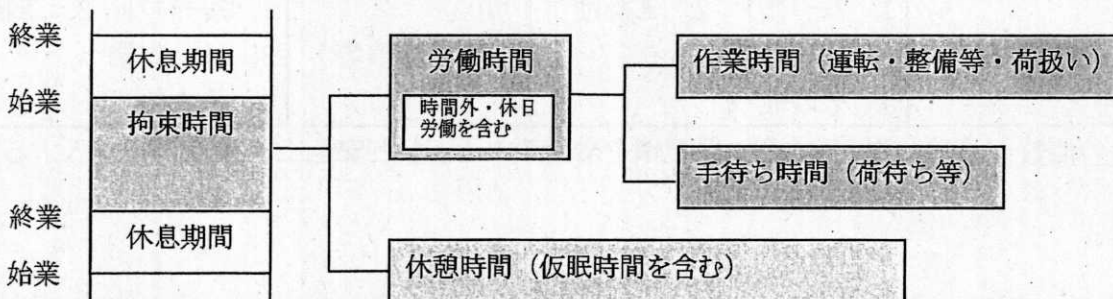 終業
休息期間
始業
拘束時間
終業
休息期間
始業
労働時間
時間外・休日
労働を含む
作業時間（運転・整備等・荷扱い）
手待ち時間（荷待ち等）
休憩時間（仮眠時間を含む）